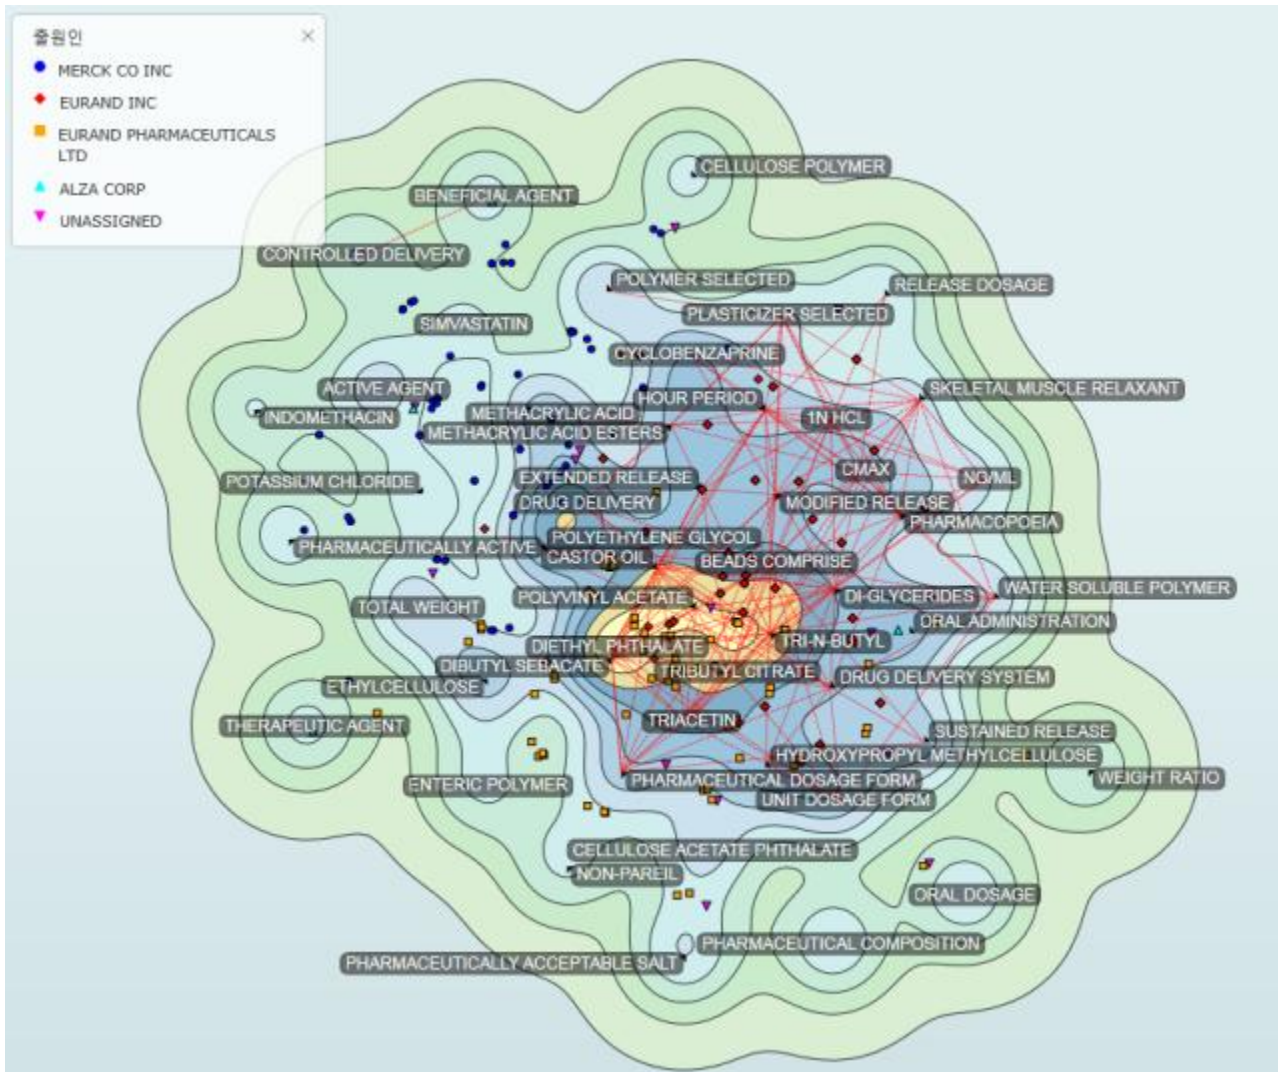 출원인
MERCK CO INC
EURAND INC
EURAND PHARMACEUTICALS
LTD
ALZA CORP
UNASSIGNED
CELLULOSE POLYMER
BENEFICIAL AGENT
CONTROLLED DELIVERY
POLYMER SELECTED
RELEASE DOSAGE
PLASTICIZER SELECTED
SIMVASTATIN
CYCLOBENZAPRINE
ACTIVE AGENT
SKELETAL MUSCLE RELAXANT
HOUR PERIOD
INDOMETHACIN
METHACRYLIC ACID
1N HCL
METHACRYLIC ACID ESTERS
CMAX
EXTENDED RELEASE
NG/ML
POTASSIUM CHLORIDE
DRUG DELIVERY
MODIFIED RELEASE
PHARMACOPOEIA
POLYETHYLENE GLYCOL
PHARMACEUTICALLY ACTIVE
CASTOR OIL
BEADS COMPRISE
WATER SOLUBLE POLYMER
POLYVINYL ACETATE
DI-GLYCERIDES
TOTAL WEIGHT
ORAL ADMINISTRATION
TRI-N-BUTYL
DIETHYL PHTHALATE
DIBUTYL SEBACATE
TRIBUTYL CITRATE
DRUG DELIVERY SYSTEM
ETHYLCELLULOSE
TRIACETIN
THERAPEUTIC AGENT
SUSTAINED RELEASE
HYDROXYPROPYL METHYLCELLULOSE
WEIGHT RATIO
PHARMACEUTICAL DOSAGE FORM
ENTERIC POLYMER
UNIT DOSAGE FORM
CELLULOSE ACETATE PHTHALATE
NON-PAREIL
ORAL DOSAGE
PHARMACEUTICAL COMPOSITION
PHARMACEUTICALLY ACCEPTABLE SALT